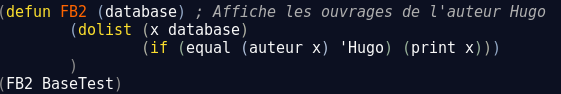 (defun FB2 (database) ; Affiche les ouvrages de l'auteur Hugo
(dolist (x database)
(if (equal (auteur x) 'Hugo) (print x)))
)
(FB2 BaseTest)